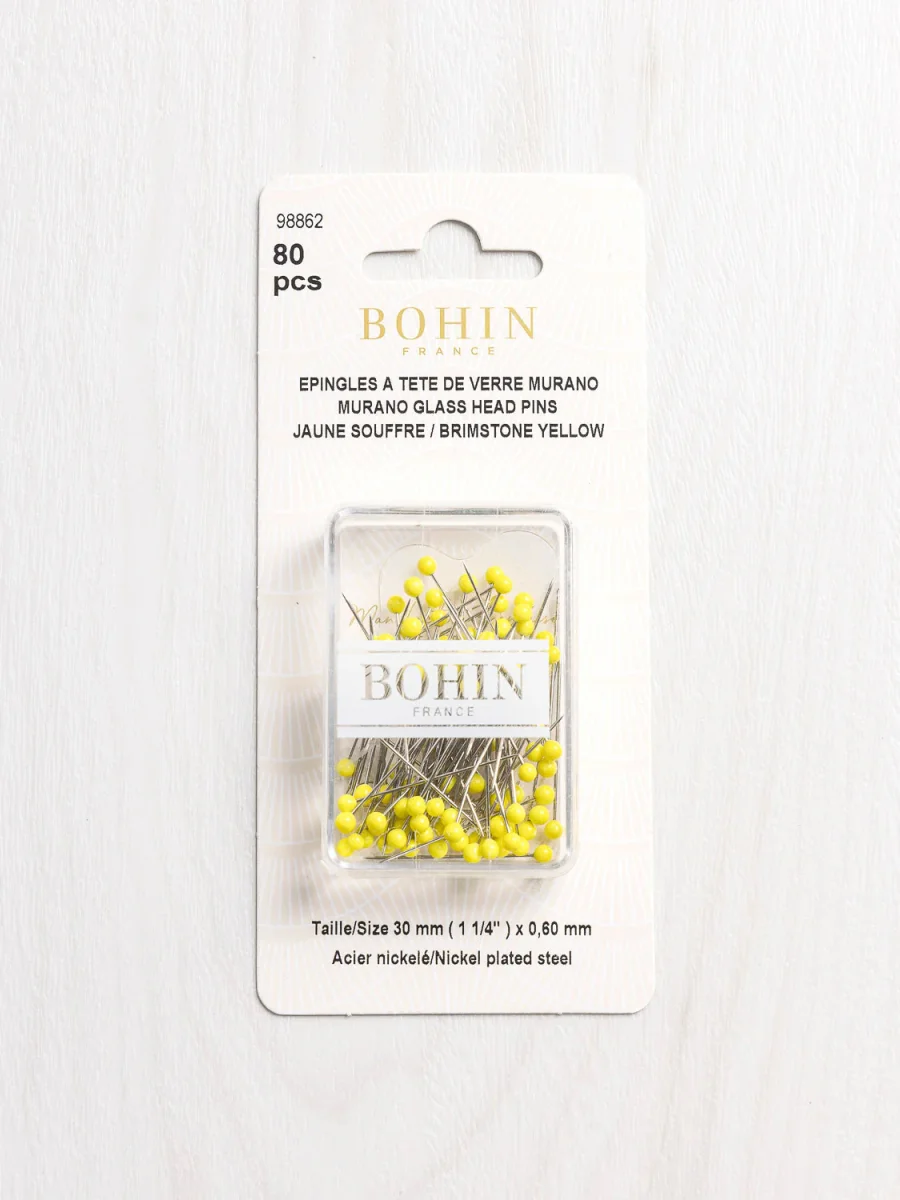 98862
80
pcs
BOHIN
FRANCE
EPINGLES A TETE DE VERRE MURANO
MURANO GLASS HEAD PINS
JAUNE SOUFFRE / BRIMSTONE YELLOW
BOHIN
FRANCE
Taille/Size 30 mm ( 1 1/4" ) x 0,60 mm
Acier nickelé/Nickel plated steel